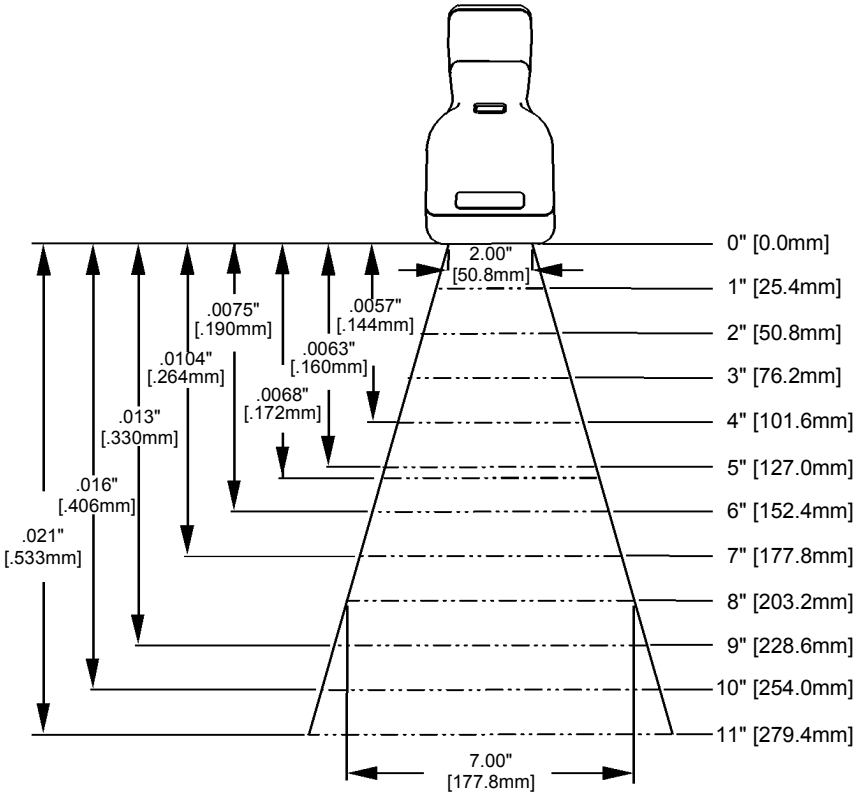 0" [0.0mm]
2.00"
[50.8mm]
1" [25.4mm]
.0057"
[.144mm]
.0075"
[.190mm]
2" [50.8mm]
.0063"
[.160mm]
.0104"
[.264mm]
3" [76.2mm]
.0068"
[.172mm]
.013"
[.330mm]
4" [101.6mm]
5" [127.0mm]
.016"
[.406mm]
6" [152.4mm]
.021"
[.533mm]
7" [177.8mm]
8" [203.2mm]
9" [228.6mm]
10" [254.0mm]
11" [279.4mm]
7.00"
[177.8mm]